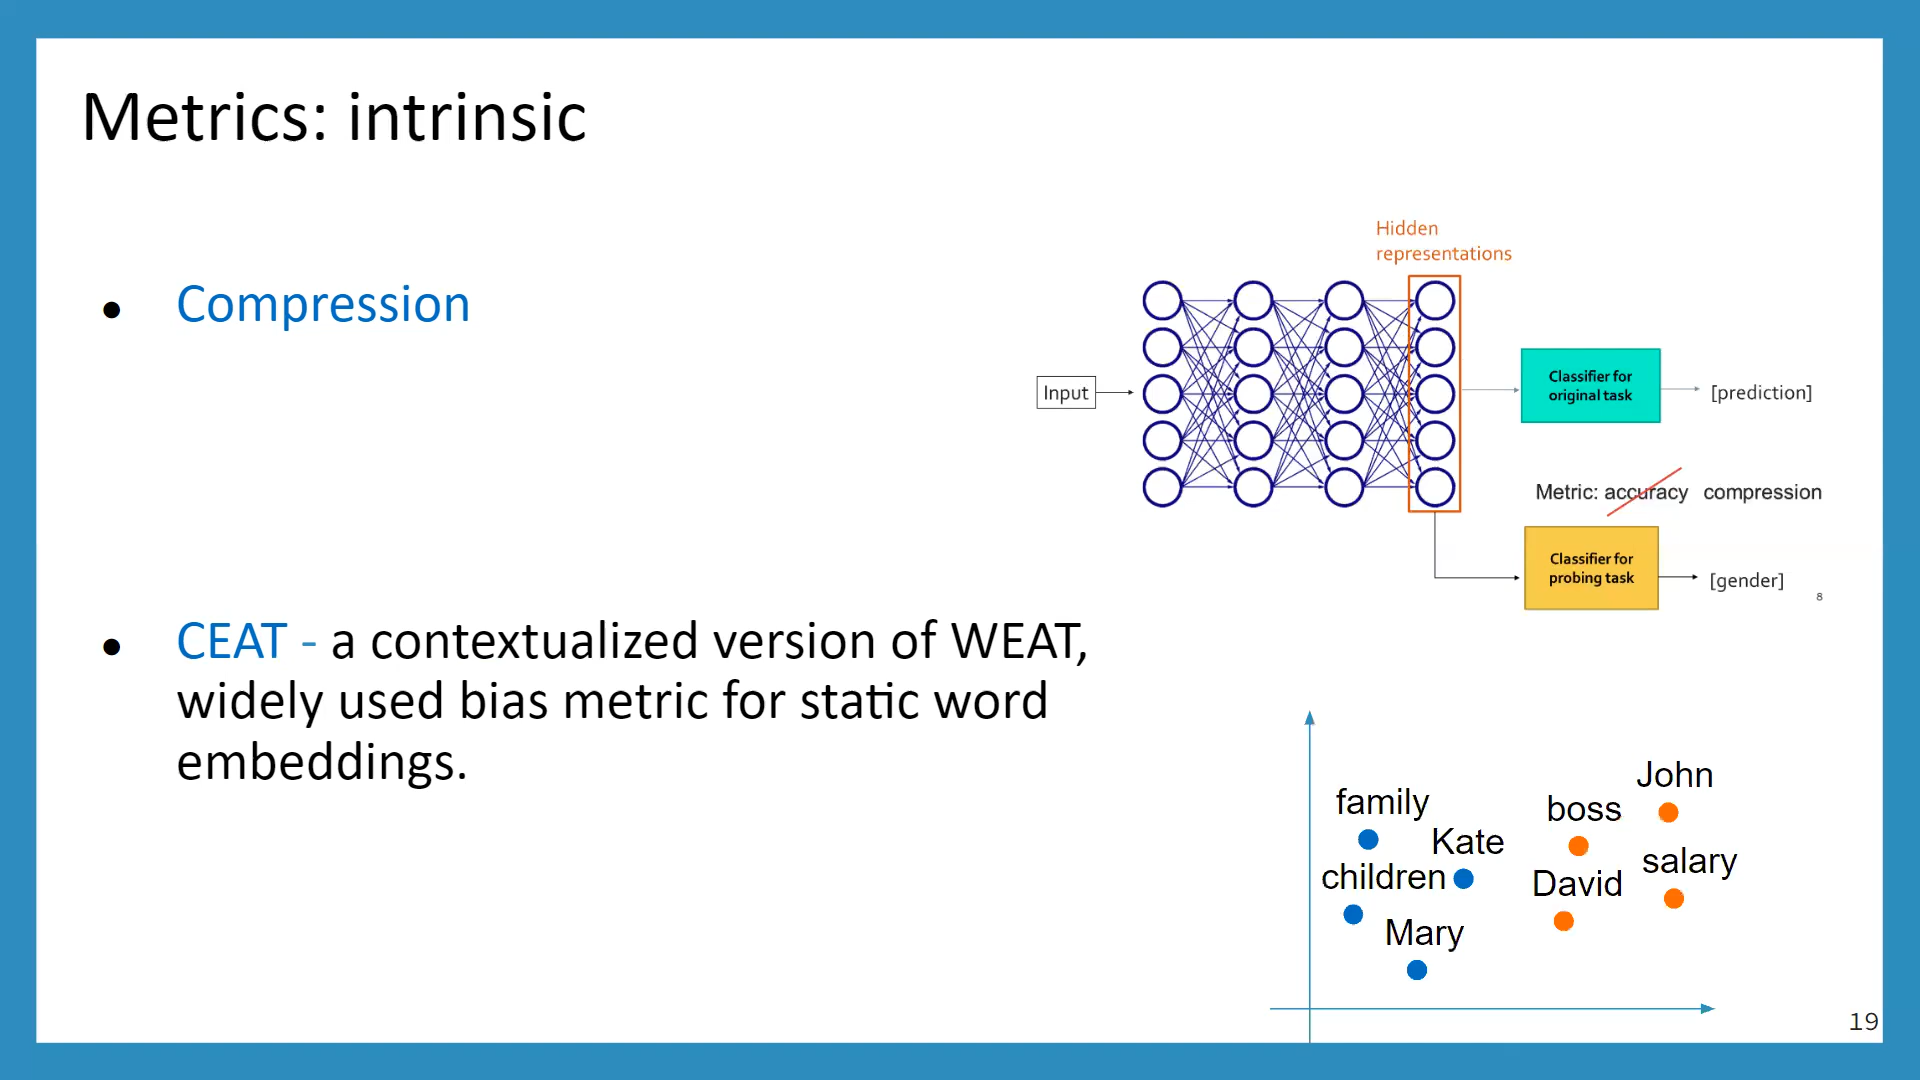 Metrics: intrinsic
● Compression
Hidden
representations
Input
Classifier for
original task
[prediction]
Metric: accuracy compression
Classifier for
probing task
[gender]
8
● CEAT - a contextualized version of WEAT,
widely used bias metric for static word
embeddings.
John
family
boss
Kate
salary
children
David
Mary
19